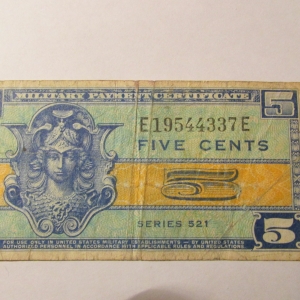 MILITARY PAYMENT CERTIFICATE
5
E19544337E
FIVE CENTS
5
SERIES 521
5
FOR USE ONLY IN UNITED STATES MILITARY ESTABLISHMENTS - BY UNITED STATES
AUTHORIZED PERSONNEL IN ACCORDANCE WITH APPLICABLE RULES AND REGULATIONS.